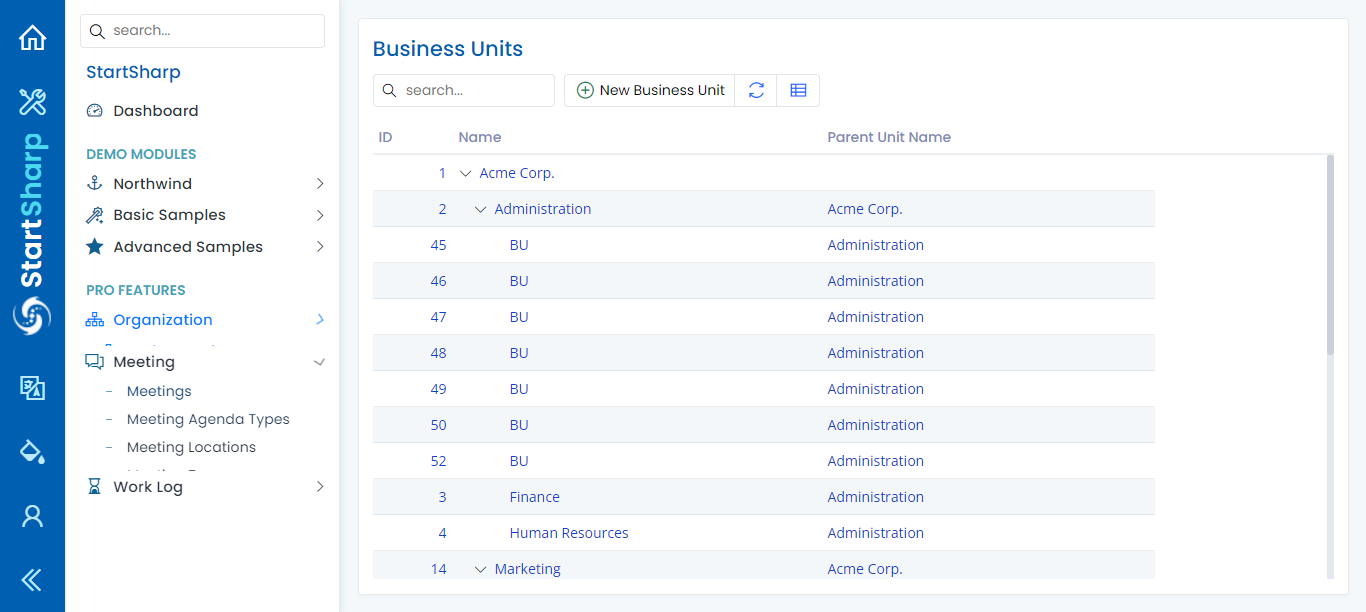 StartSharp
search...
StartSharp
Dashboard
DEMO MODULES
Northwind
Basic Samples
Advanced Samples
PRO FEATURES
Organization
Meeting
Meetings
Meeting Agenda Types
Meeting Locations
Work Log
Business Units
search...
New Business Unit
ID Name Parent Unit Name
1 Acme Corp.
2 Administration Acme Corp.
45 BU Administration
46 BU Administration
47 BU Administration
48 BU Administration
49 BU Administration
50 BU Administration
52 BU Administration
3 Finance Administration
4 Human Resources Administration
14 Marketing Acme Corp.